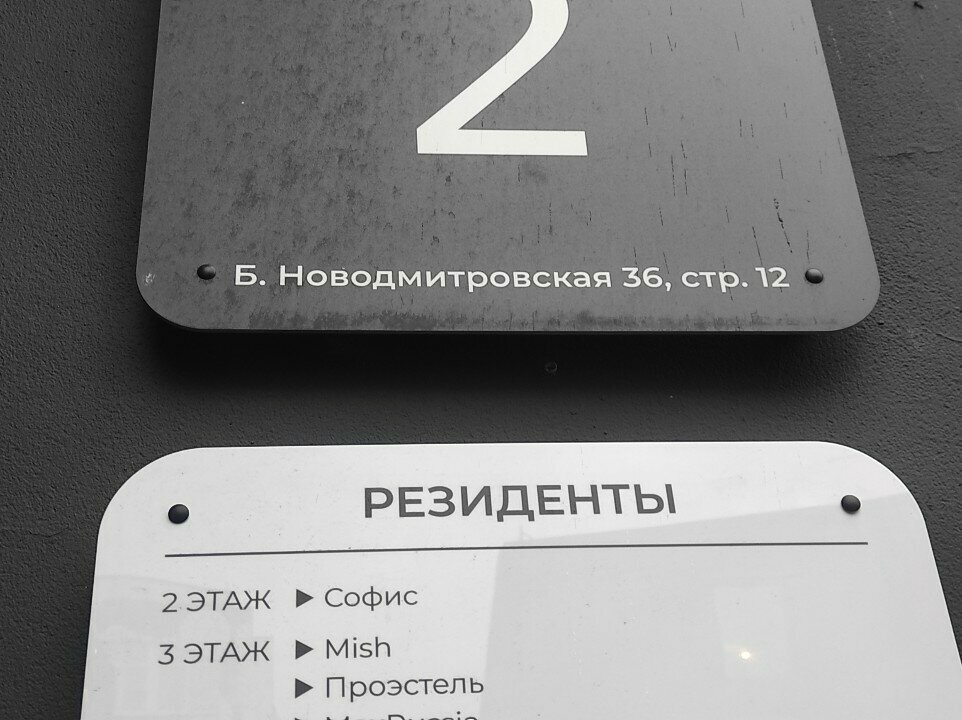 2
Б. Новодмитровская 36, стр. 12
РЕЗИДЕНТЫ
2 ЭТАЖ ▶ Софис
3 ЭТАЖ ▶ Mish
▶ Проэстель